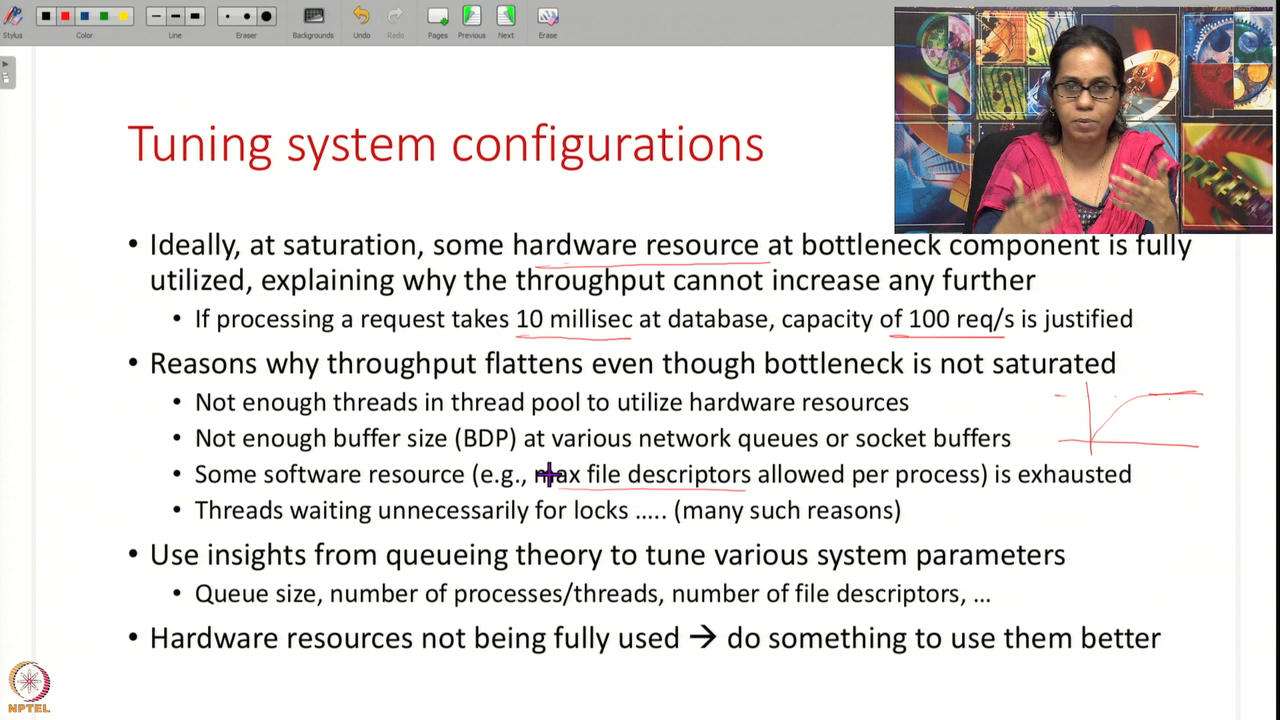 Stylus
Color
Line
Eraser
Backgrounds
Undo
Redo
Pages
Previous
Next
Erase
Tuning system configurations
• Ideally, at saturation, some hardware resource at bottleneck component is fully
utilized, explaining why the throughput cannot increase any further
• If processing a request takes 10 millisec at database, capacity of 100 req/s is justified
• Reasons why throughput flattens even though bottleneck is not saturated
• Not enough threads in thread pool to utilize hardware resources
• Not enough buffer size (BDP) at various network queues or socket buffers
• Some software resource (e.g., max file descriptors allowed per process) is exhausted
• Threads waiting unnecessarily for locks ..... (many such reasons)
• Use insights from queueing theory to tune various system parameters
• Queue size, number of processes/threads, number of file descriptors, ...
• Hardware resources not being fully used → do something to use them better
NPTEL